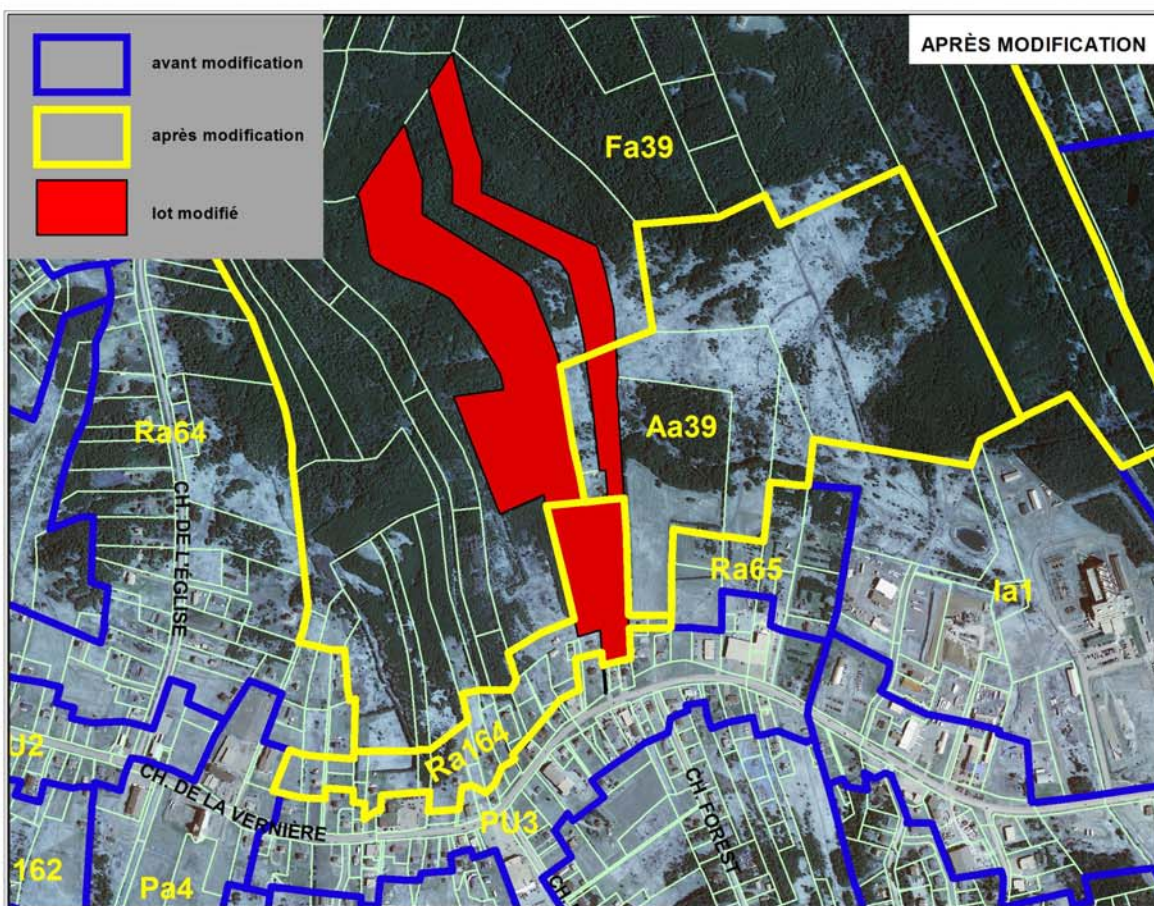 APRÈS MODIFICATION
avant modification
après modification
lot modifié
Fa39
Ra64
Aa39
CH. DE L'ÉGLISE
Ra65
Ia1
Ra164
U2
CH. DE LA VERNIÈRE
PU3
CH. FOREST
162
Pa4
CH.